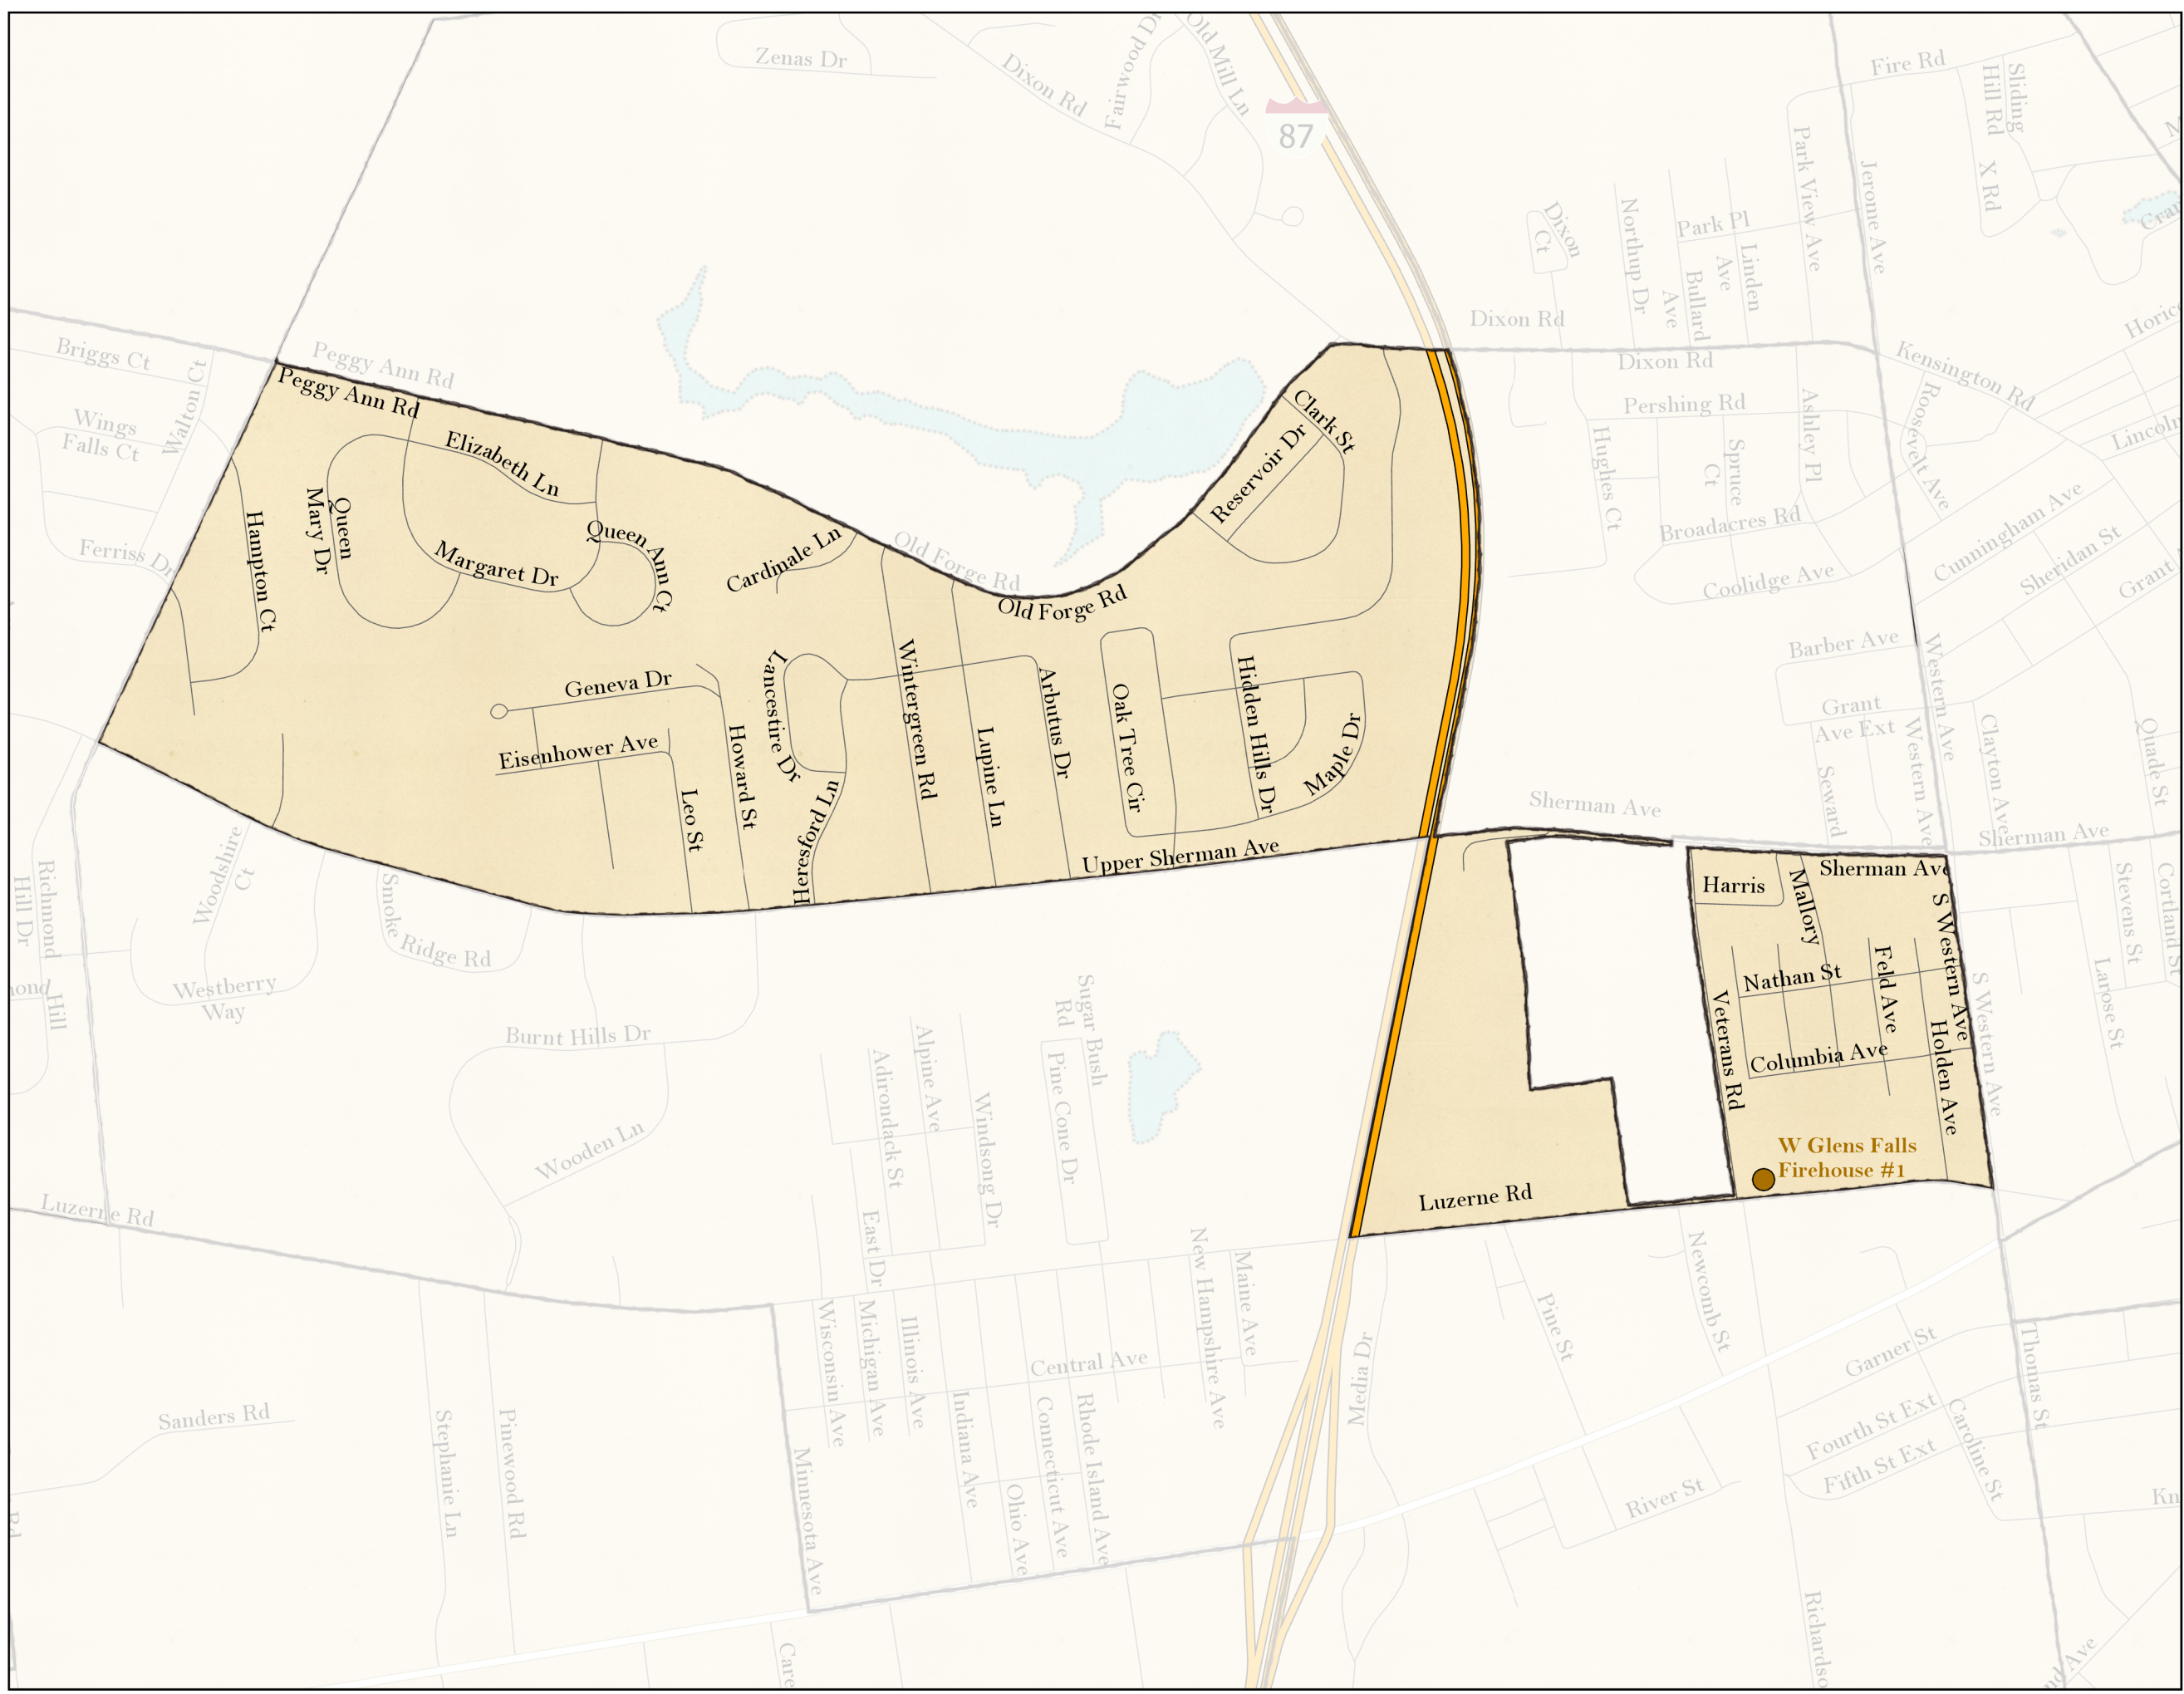 Zenas Dr
Dixon Rd
Fairwood Dr
Old Mill Ln
87
Fire Rd
Sliding
Hill Rd
X Rd
Park View Ave
Jerome Ave
Dixon
Ct
Northup Dr
Park Pl
Linden
Ave
Bullard
Ave
Dixon Rd
Dixon Rd
Kensington Rd
Roosevelt Ave
Pershing Rd
Ashley Pl
Hughes Ct
Spruce
Ct
Broadacres Rd
Coolidge Ave
Cunningham Ave
Sheridan St
Grant
Lincoln
Barber Ave
Grant
Ave Ext
Seward
Western Ave
Western Ave
Clayton Ave
Quade St
Sherman Ave
Sherman Ave
Briggs Ct
Wings
Falls Ct
Walton Ct
Ferriss Dr
Peggy Ann Rd
Peggy Ann Rd
Elizabeth Ln
Queen
Mary Dr
Hampton Ct
Margaret Dr
Queen Ann Ct
Cardinale Ln
Old Forge Rd
Old Forge Rd
Clark St
Reservoir Dr
Geneva Dr
Eisenhower Ave
Leo St
Howard St
Lancestire Dr
Heresford Ln
Wintergreen Rd
Lupine Ln
Arbutus Dr
Oak Tree Cir
Hidden Hills Dr
Maple Dr
Upper Sherman Ave
Sherman Ave
Harris
Mallory
S Western Ave
Nathan St
Feld Ave
Columbia Ave
Holden Ave
Veterans Rd
W Glens Falls
Firehouse #1
Luzerne Rd
S Western Ave
Stevens St
Cortland St
Larose St
Richmond
Hill Dr
Hill
Woodshire
Ct
Westberry
Way
Smoke
Ridge Rd
Burnt Hills Dr
Wooden Ln
Luzerne Rd
Adirondack St
Alpine Ave
Windsong Dr
Sugar Bush
Rd
Pine Cone Dr
East Dr
New Hampshire Ave
Maine Ave
Wisconsin Ave
Michigan Ave
Illinois Ave
Central Ave
Indiana Ave
Ohio Ave
Connecticut Ave
Rhode Island Ave
Minnesota Ave
Sanders Rd
Stephanie Ln
Pinewood Rd
Media Dr
Pine St
Newcomb St
River St
Garner St
Fourth St Ext
Fifth St Ext
Caroline St
Thomas St